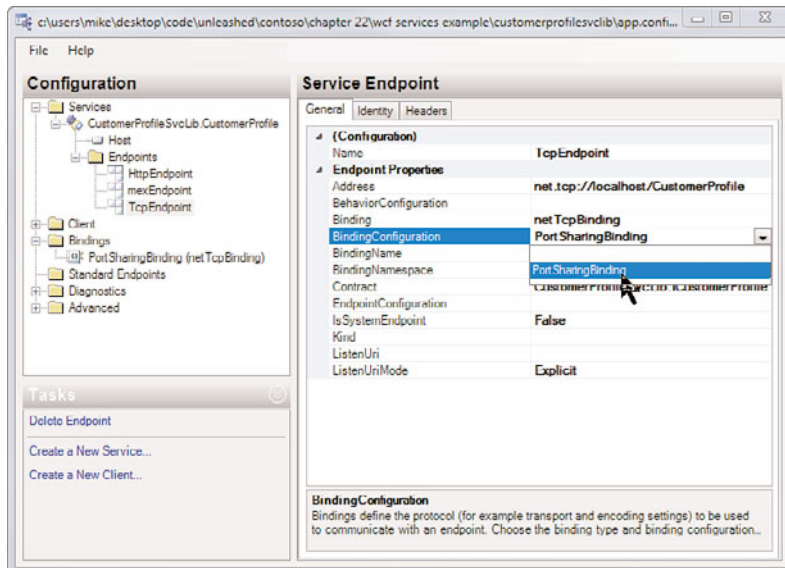 c:\users\mike\desktop\code\unleashed\contoso\chapter 22\wcf services example\customerprofilesvclib\app.confi...
File Help
Configuration
Services
CustomerProfileSvcLib.CustomerProfile
Host
Endpoints
HttpEndpoint
mexEndpoint
TcpEndpoint
Client
Bindings
PortSharingBinding (netTcpBinding)
Standard Endpoints
Diagnostics
Advanced
Tasks
Delete Endpoint
Create a New Service...
Create a New Client...
Service Endpoint
General Identity Headers
(Configuration)
Name TcpEndpoint
Endpoint Properties
Address net.tcp://localhost/CustomerProfile
BehaviorConfiguration
Binding netTcpBinding
BindingConfiguration PortSharingBinding
BindingName
PortSharingBinding
BindingNamespace
Contract CustomerProfileSvcLib.ICustomerProfile
EndpointConfiguration
IsSystemEndpoint False
Kind
ListenUri
ListenUriMode Explicit
BindingConfiguration
Bindings define the protocol (for example transport and encoding settings) to be used
to communicate with an endpoint. Choose the binding type and binding configuration...